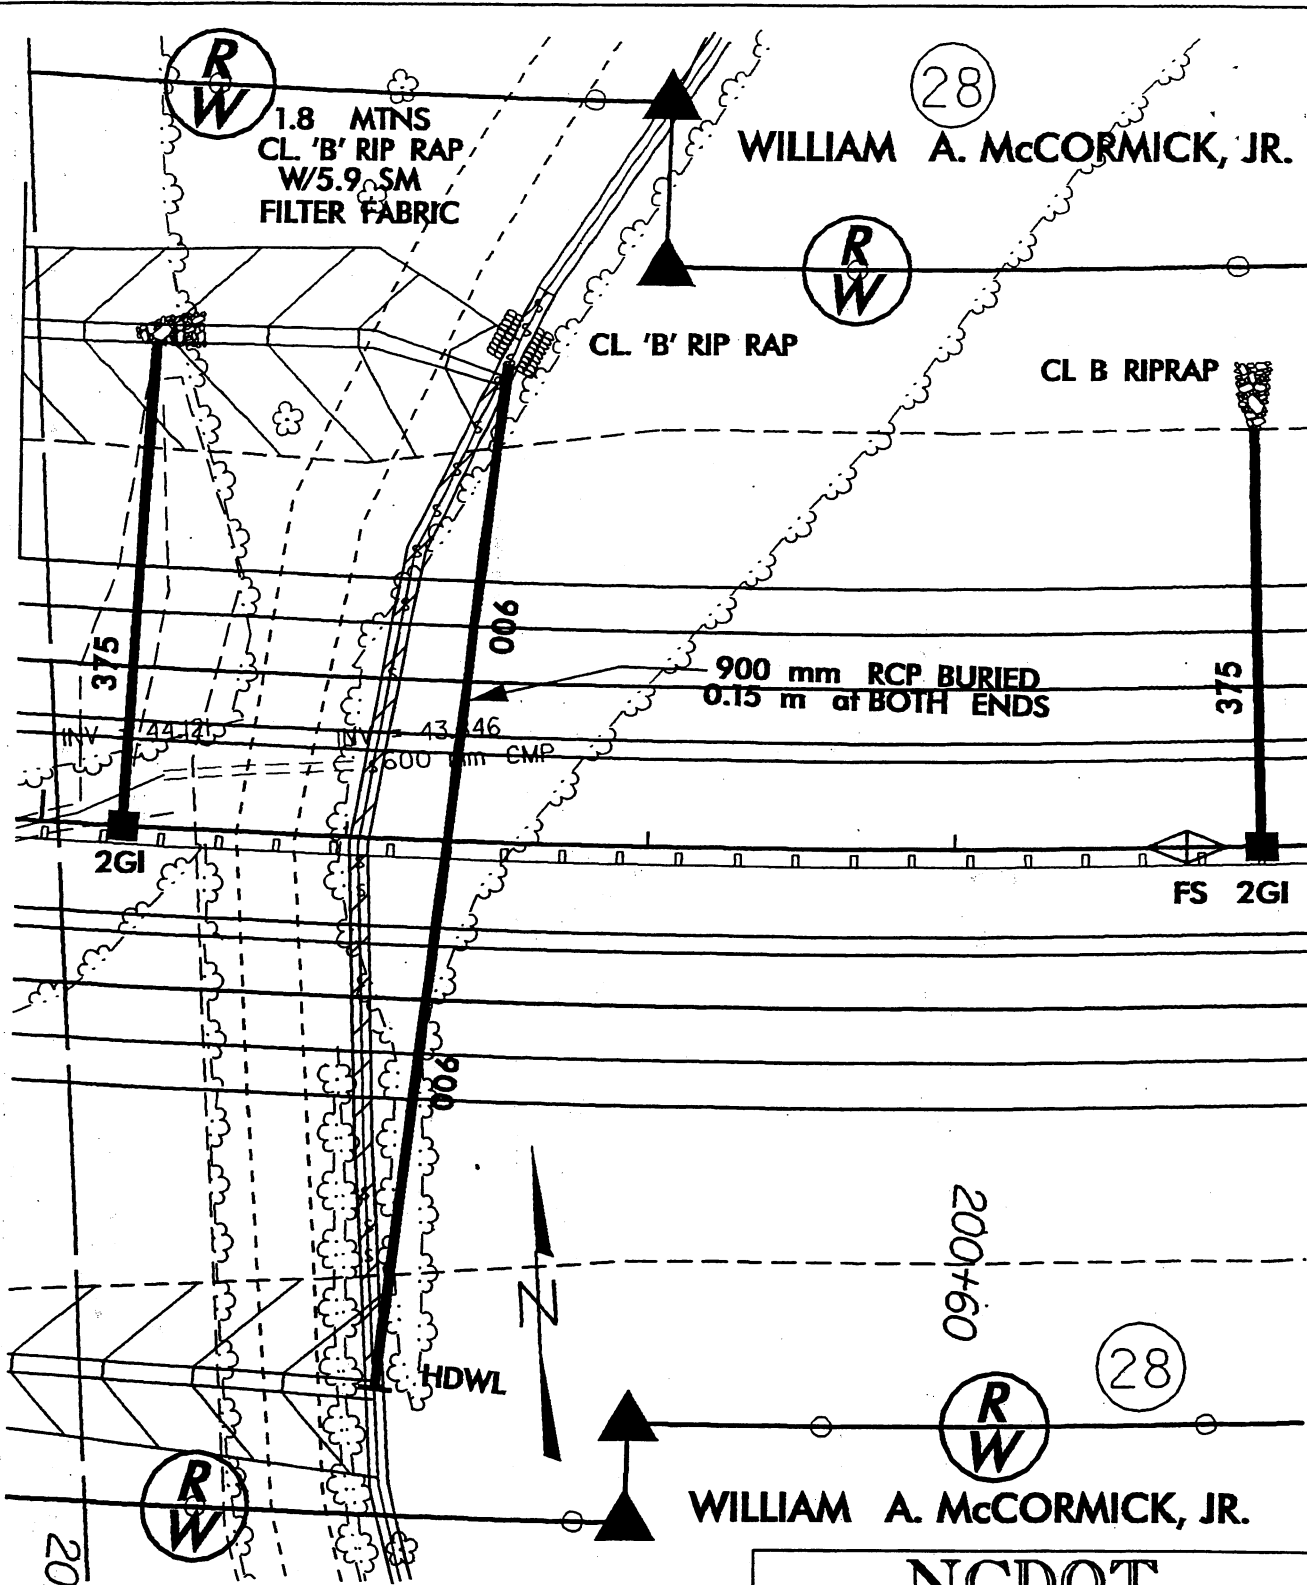 R
W
28
1.8 MTNS
CL. 'B' RIP RAP
W/5.9 SM
FILTER FABRIC
WILLIAM A. McCORMICK, JR.
R
W
CL. 'B' RIP RAP
CL B RIPRAP
900
375
900 mm RCP BURIED
0.15 m at BOTH ENDS
375
INV
INV 43.
600 mm CMP
2GI
FS 2GI
900
N
200+60
HDWL
28
R
W
R
W
WILLIAM A. McCORMICK, JR.
20
NCDOT